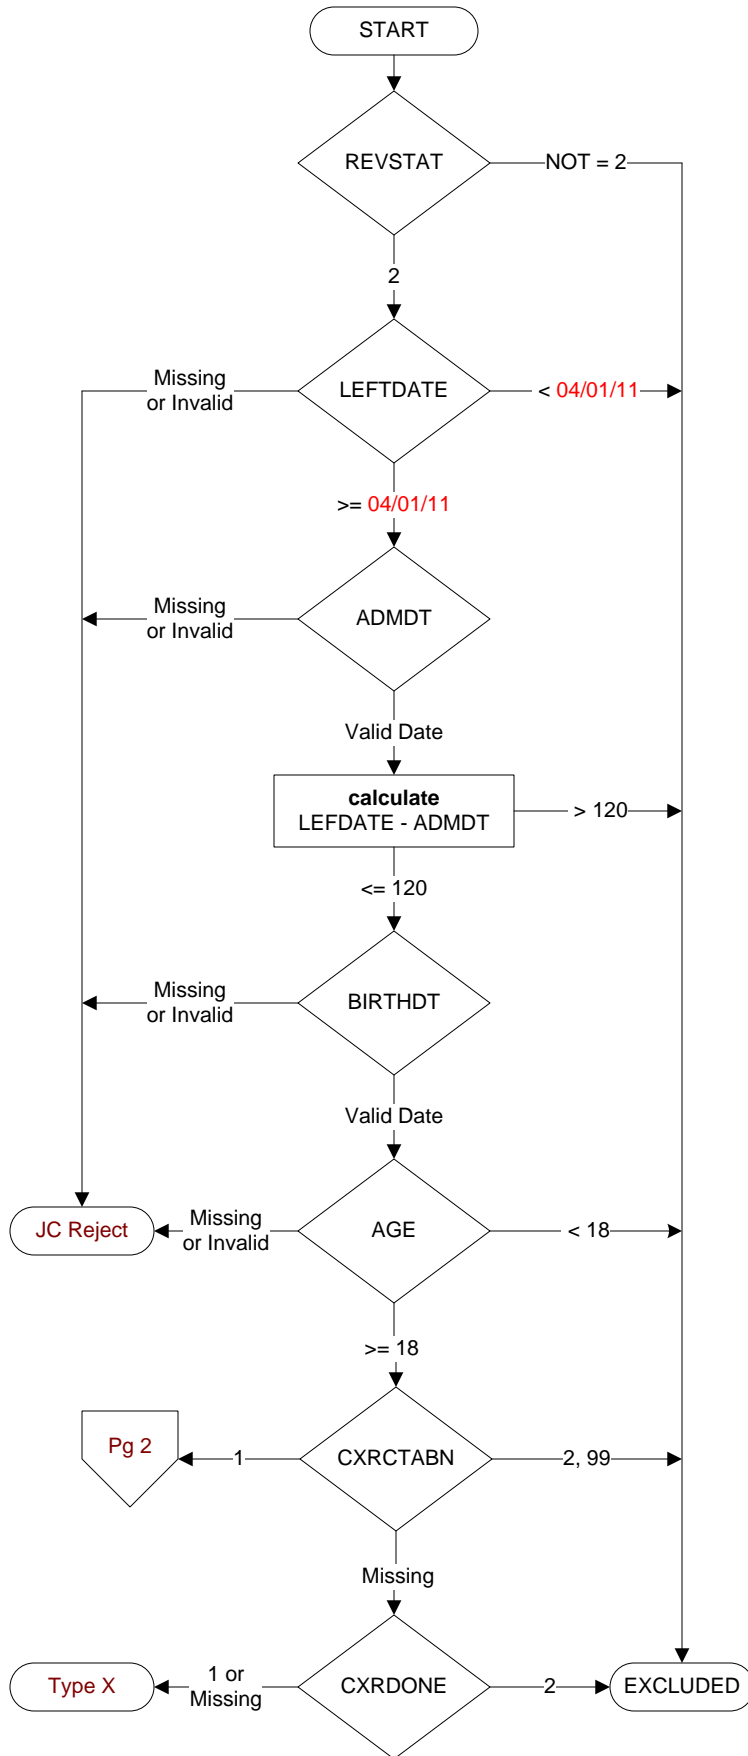 START
REVSTAT
NOT = 2
2
Missing
or Invalid
LEFTDATE
< 04/01/11
>= 04/01/11
Missing
or Invalid
ADMDT
Valid Date
calculate
LEFDATE - ADMDT
> 120
<= 120
Missing
or Invalid
BIRTHDT
Valid Date
JC Reject
Missing
or Invalid
AGE
< 18
>= 18
Pg 2
1
CXRCTABN
2, 99
Missing
Type X
1 or
Missing
CXRDONE
2
EXCLUDED